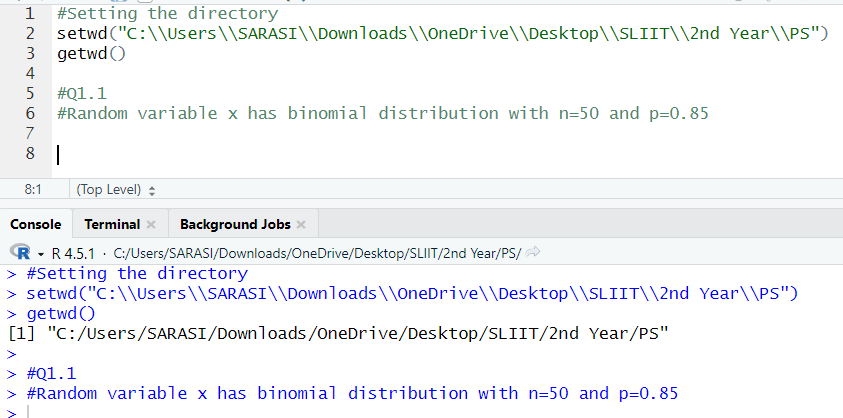 1 #Setting the directory
2 setwd("C:\\Users\\SARASI\\Downloads\\OneDrive\\Desktop\\SLIIT\\2nd Year\\PS")
3 getwd()
4
5 #Q1.1
6 #Random variable x has binomial distribution with n=50 and p=0.85
7
8
8:1 (Top Level)
Console Terminal Background Jobs
R R 4.5.1 · C:/Users/SARASI/Downloads/OneDrive/Desktop/SLIIT/2nd Year/PS/
> #Setting the directory
> setwd("C:\\Users\\SARASI\\Downloads\\OneDrive\\Desktop\\SLIIT\\2nd Year\\PS")
> getwd()
[1] "C:/Users/SARASI/Downloads/OneDrive/Desktop/SLIIT/2nd Year/PS"
>
> #Q1.1
> #Random variable x has binomial distribution with n=50 and p=0.85
>